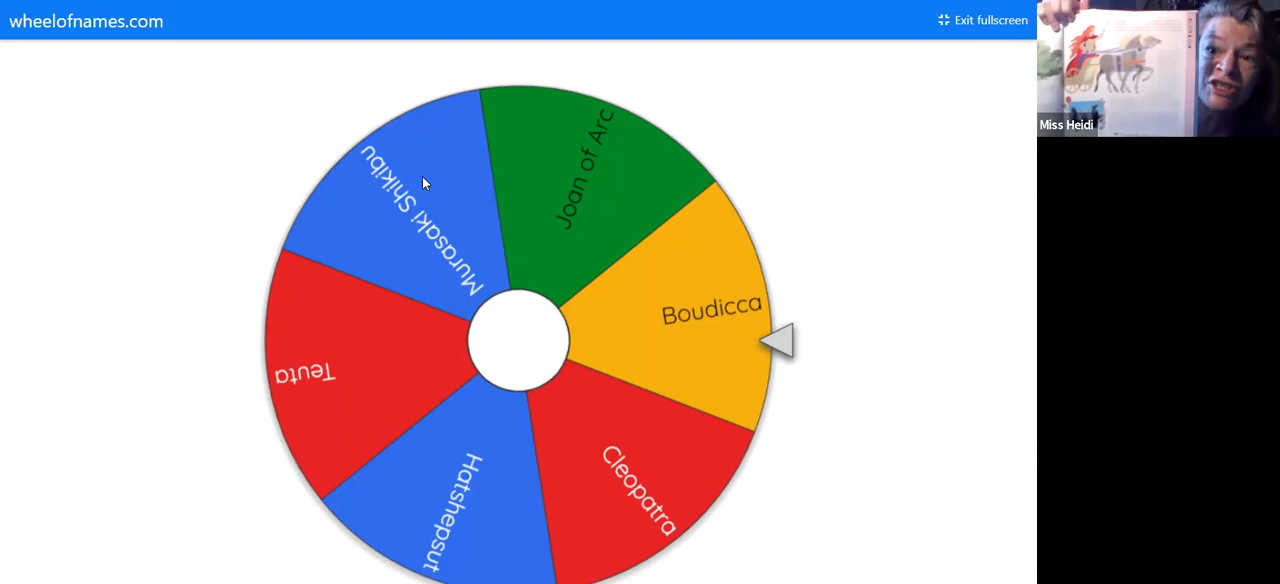 wheelofnames.com
Exit fullscreen
Miss Heidi
Joan of Arc
Murasaki Shikibu
Boudicca
Teuta
Cleopatra
Hatshepsut